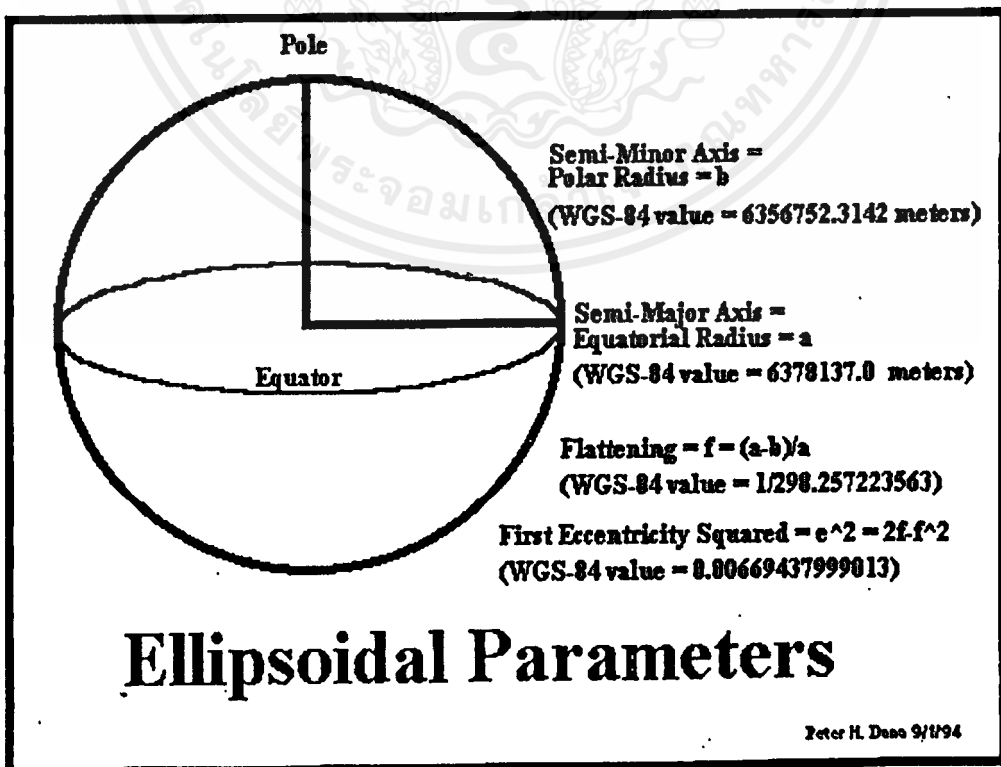 Pole
Semi-Minor Axis =
Polar Radius = b
(WGS-84 value = 6356752.3142 meters)
Semi-Major Axis =
Equatorial Radius = a
(WGS-84 value = 6378137.0 meters)
Equator
Flattening = f = (a-b)/a
(WGS-84 value = 1/298.257223563)
First Eccentricity Squared = e^2 = 2f-f^2
(WGS-84 value = 0.00669437999013)
Ellipsoidal Parameters
Peter H. Dana 9/1/94